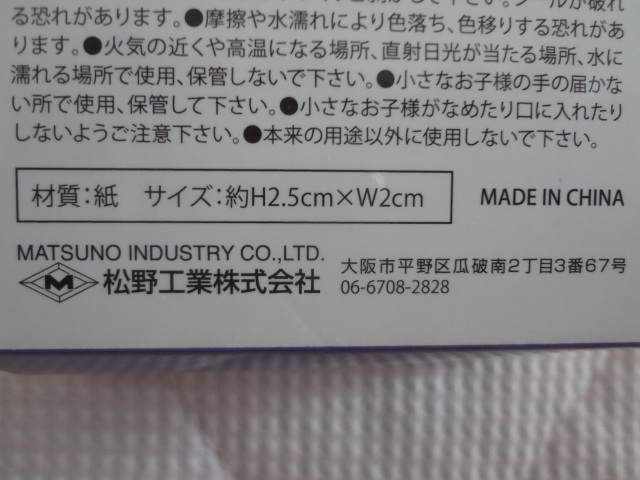 シールが破れ
る恐れがあります。●摩擦や水濡れにより色落ち、色移りする恐れがあ
ります。●火気の近くや高温になる場所、直射日光が当たる場所、水に
濡れる場所で使用、保管しないで下さい。●小さなお子様の手の届かな
い所で使用、保管して下さい。●小さなお子様がなめたり口に入れたり
しないようご注意下さい。●本来の用途以外に使用しないで下さい。
材質:紙 サイズ:約H2.5cm×W2cm
MADE IN CHINA
MATSUNO INDUSTRY CO.,LTD.
M 松野工業株式会社
大阪市平野区瓜破南2丁目3番67号
06-6708-2828